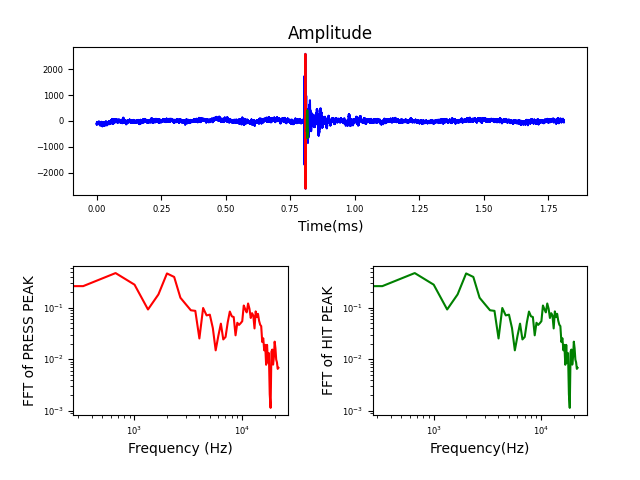 Amplitude
2000
1000
0
−1000
−2000
0.00 0.25 0.50 0.75 1.00 1.25 1.50 1.75
Time(ms)
FFT of PRESS PEAK
10⁻¹
10⁻²
10⁻³
10³ 10⁴
Frequency (Hz)
FFT of HIT PEAK
10⁻¹
10⁻²
10⁻³
10³ 10⁴
Frequency(Hz)